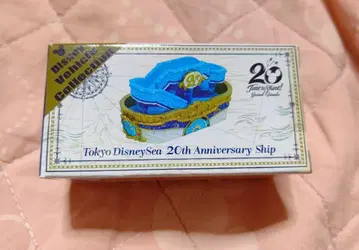 Disney
Vehicle
Collection
20
Time to Shine!
Tokyo DisneySea 20th Anniversary Ship